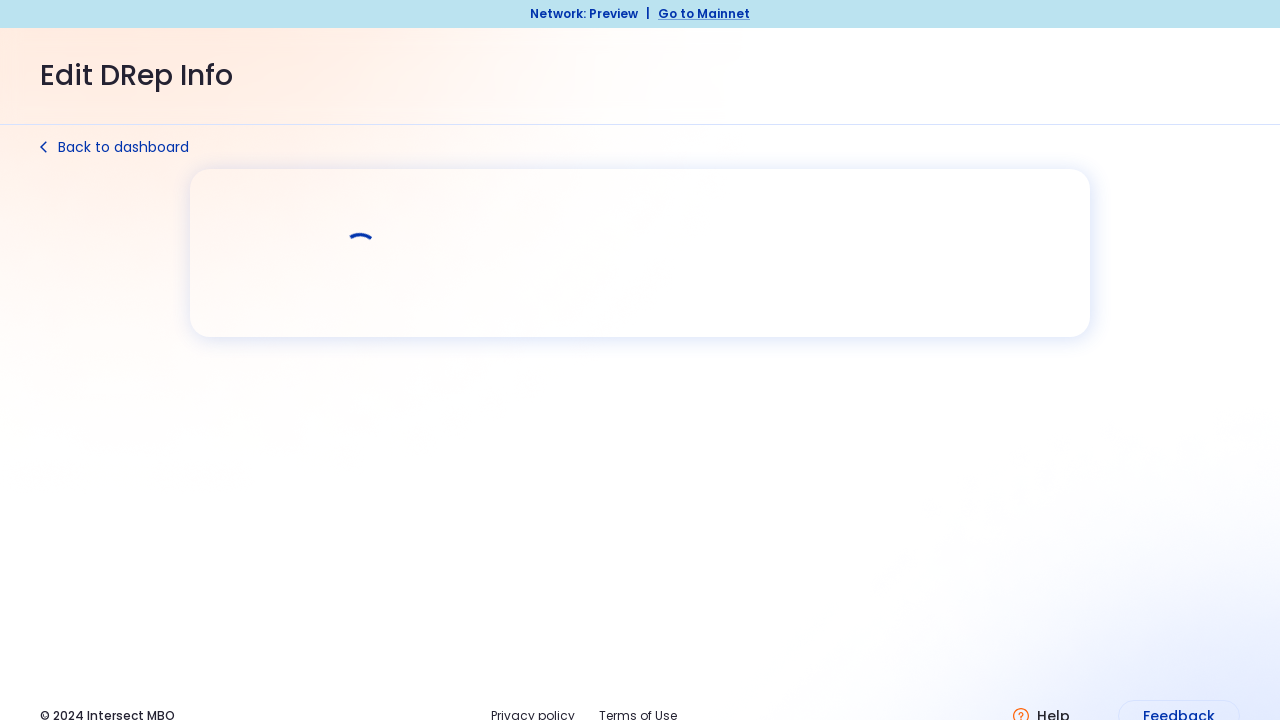 Network: Preview | Go to Mainnet
Edit DRep Info
Back to dashboard
© 2024 Intersect MBO
Privacy policy
Terms of Use
Help
Feedback